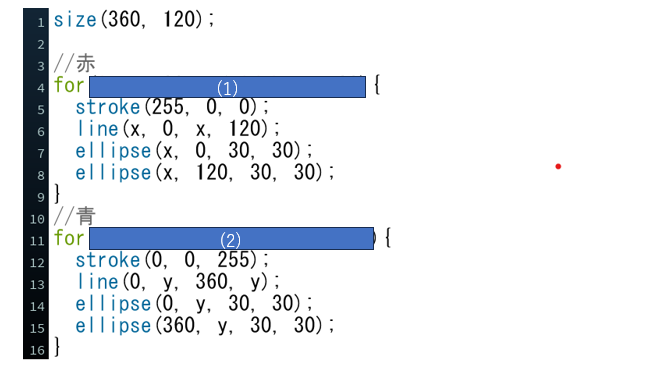 1 size(360, 120);
2
3 //赤
4 for (1) {
5 stroke(255, 0, 0);
6 line(x, 0, x, 120);
7 ellipse(x, 0, 30, 30);
8 ellipse(x, 120, 30, 30);
9 }
10 //青
11 for (2) ){
12 stroke(0, 0, 255);
13 line(0, y, 360, y);
14 ellipse(0, y, 30, 30);
15 ellipse(360, y, 30, 30);
16 }